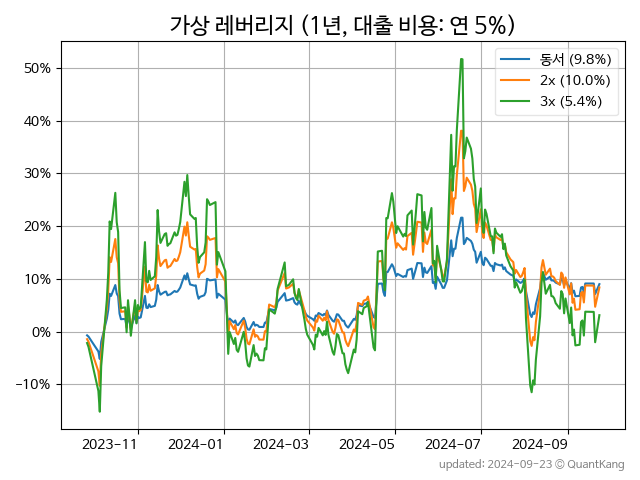 가상 레버리지 (1년, 대출 비용: 연 5%)
동서 (9.8%)
2x (10.0%)
3x (5.4%)
50%
40%
30%
20%
10%
0%
−10%
2023-11
2024-01
2024-03
2024-05
2024-07
2024-09
updated: 2024-09-23 © QuantKang